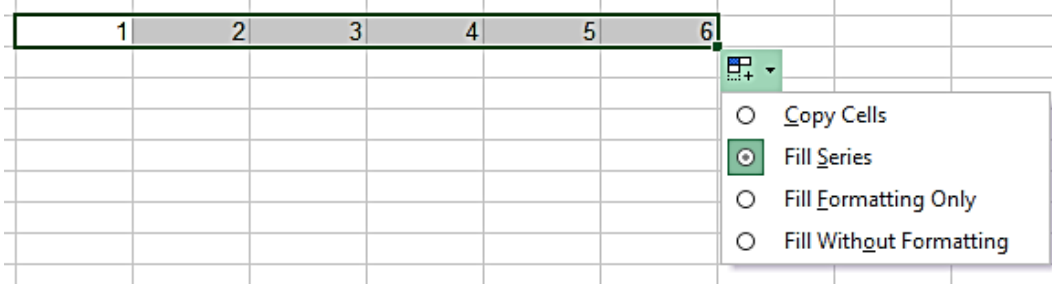 1 2 3 4 5 6
Copy Cells
Fill Series
Fill Formatting Only
Fill Without Formatting